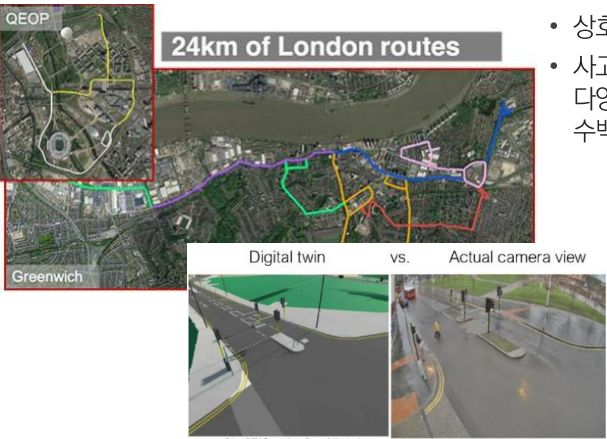 QEOP
24km of London routes
• 상호
• 사고
다양
수백
Greenwich
Digital twin vs. Actual camera view